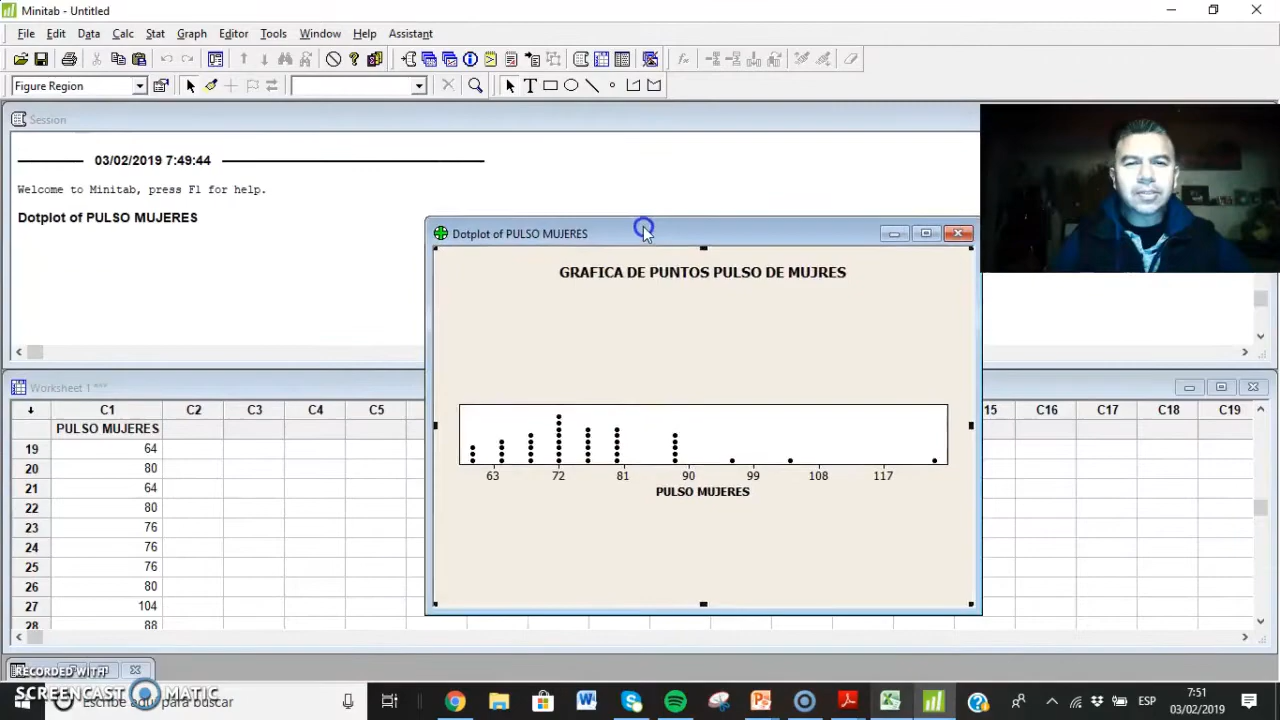 Minitab - Untitled
File Edit Data Calc Stat Graph Editor Tools Window Help Assistant
Figure Region
Session
03/02/2019 7:49:44
Welcome to Minitab, press F1 for help.
Dotplot of PULSO MUJERES
Dotplot of PULSO MUJERES
GRAFICA DE PUNTOS PULSO DE MUJRES
63 72 81 90 99 108 117
PULSO MUJERES
Worksheet 1 ***
C1 C2 C3 C4 C5 15 C16 C17 C18 C19
PULSO MUJERES
19 64
20 80
21 64
22 80
23 76
24 76
25 76
26 80
27 104
28 88
RECORDED WITH
SCREENCAST MATIC
Escribe aquí para buscar
ESP
7:51
03/02/2019